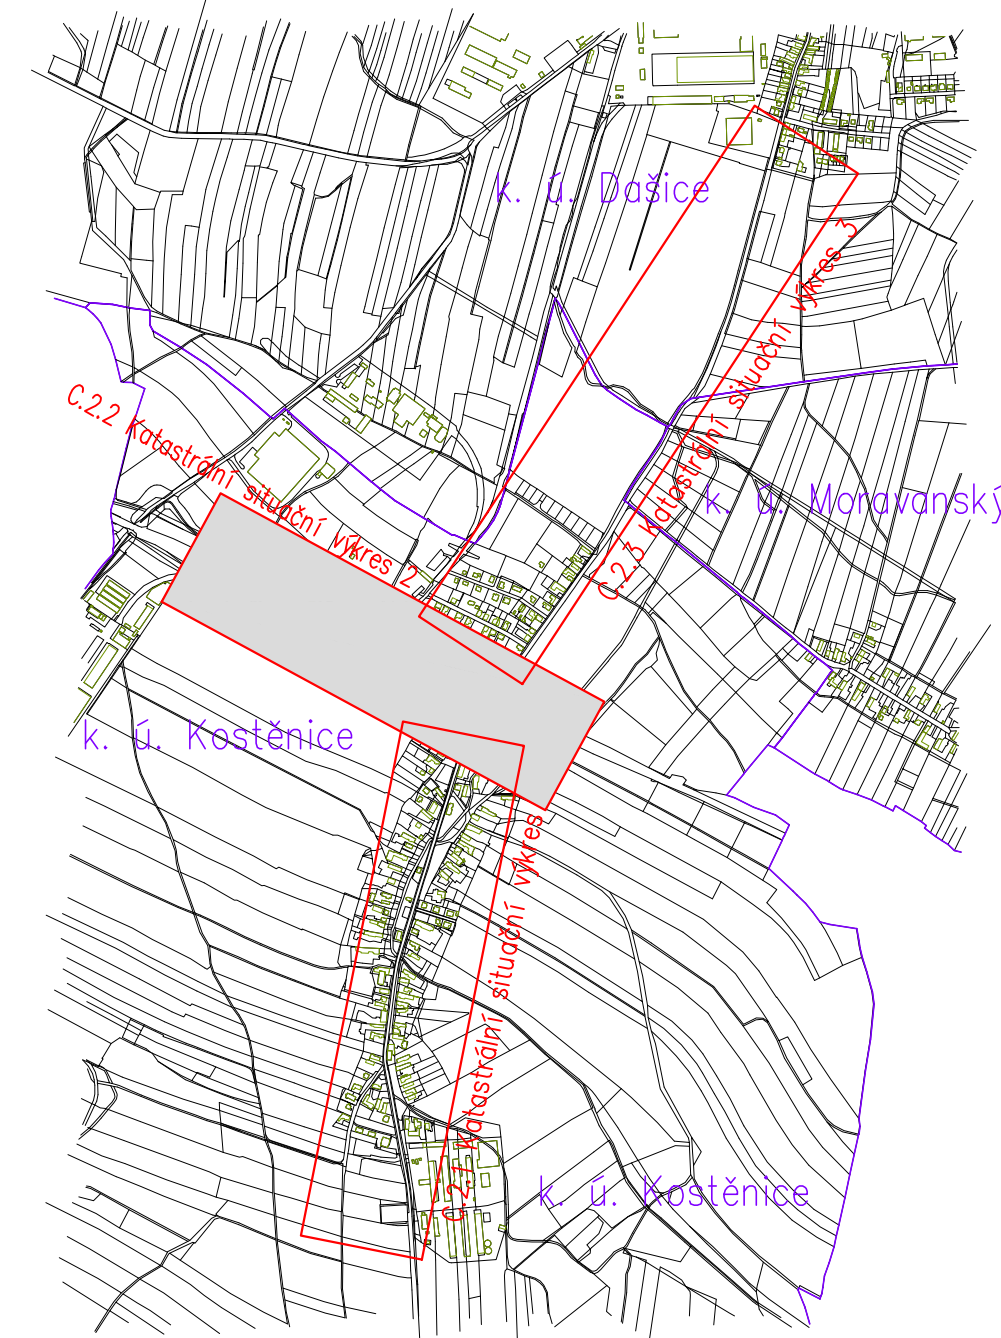 k. ú. Dašice
C.2.3 Katastrální situační výkres 3
C.2.2 Katastrální situační výkres 2
k. ú. Moravanský
k. ú. Kostěnice
C.2.1 Katastrální situační výkres
k. ú. Kostěnice